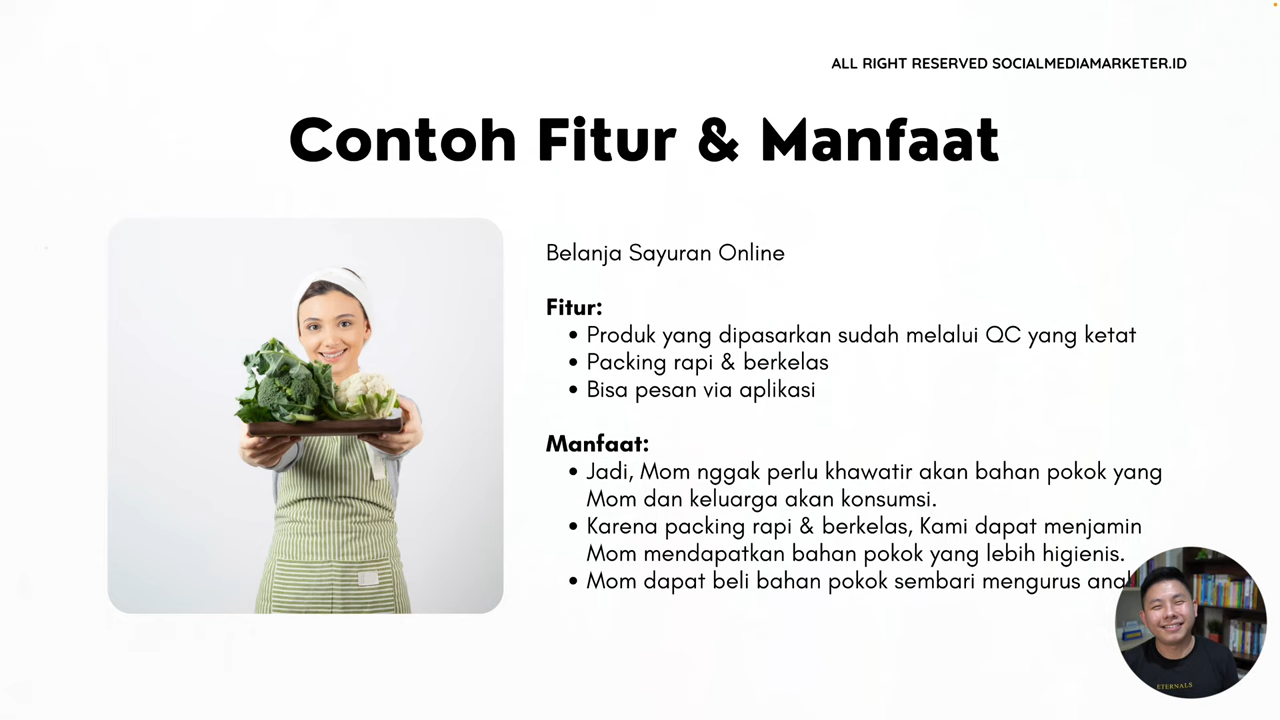 ALL RIGHT RESERVED SOCIALMEDIAMARKETER.ID
Contoh Fitur & Manfaat
Belanja Sayuran Online
Fitur:
• Produk yang dipasarkan sudah melalui QC yang ketat
• Packing rapi & berkelas
• Bisa pesan via aplikasi
Manfaat:
• Jadi, Mom nggak perlu khawatir akan bahan pokok yang
Mom dan keluarga akan konsumsi.
• Karena packing rapi & berkelas, Kami dapat menjamin
Mom mendapatkan bahan pokok yang lebih higienis.
• Mom dapat beli bahan pokok sembari mengurus
ETERNALS